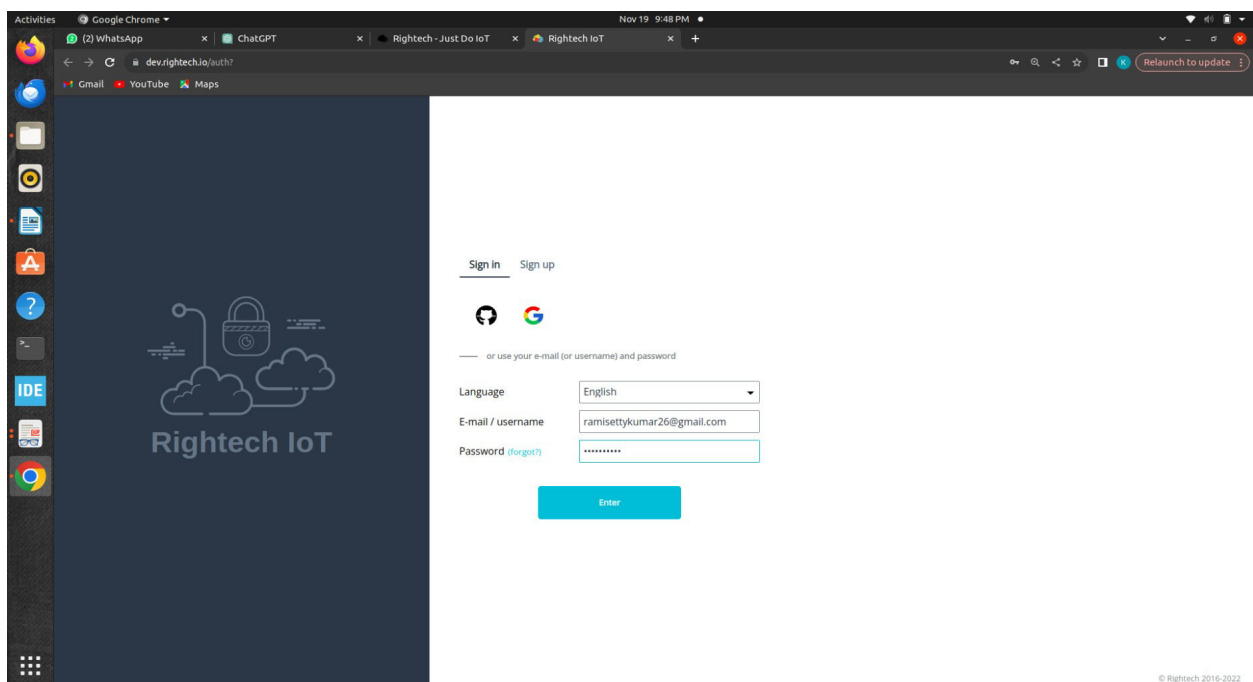 Activities Google Chrome Nov 19 9:48 PM
(2) WhatsApp ChatGPT Rightech - Just Do IoT Rightech IoT
dev.rightech.io/auth? K Relaunch to update
Gmail YouTube Maps
Sign in Sign up
or use your e-mail (or username) and password
Language English
E-mail / username ramisettykumar26@gmail.com
Password (forgot?) ••••••••••
Enter
Rightech IoT
IDE
© Rightech 2016-2022